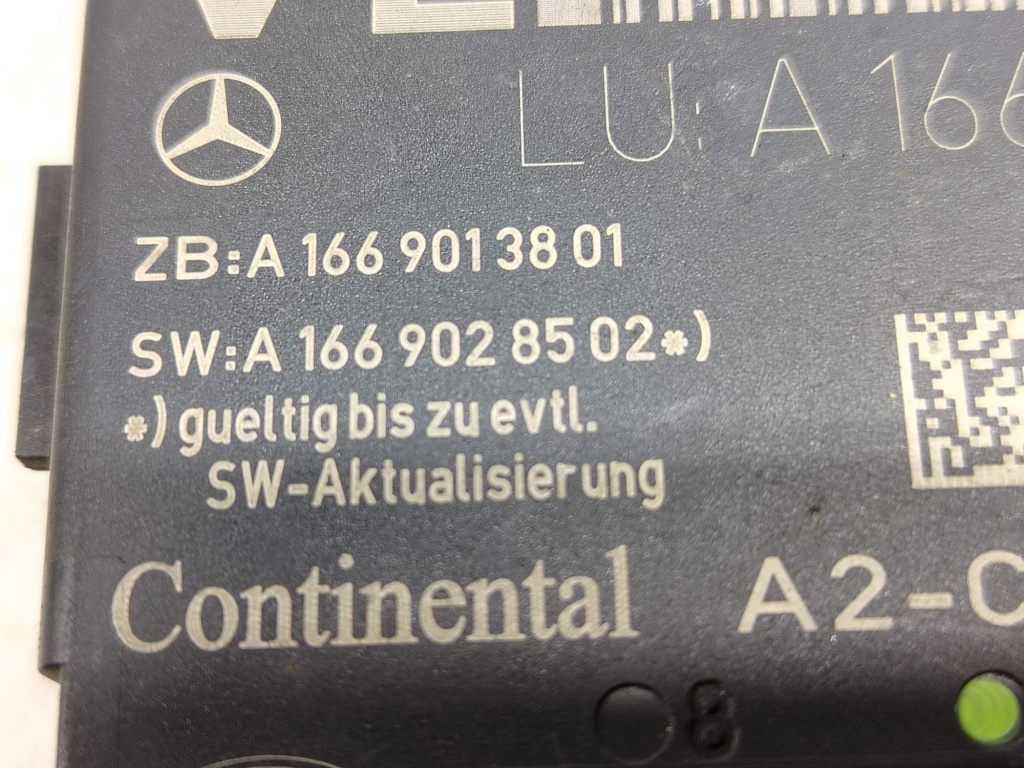 LU: A 166
ZB:A 166 901 38 01
SW:A 166 902 85 02*)
*) gueltig bis zu evtl.
SW-Aktualisierung
Continental A2-C
8